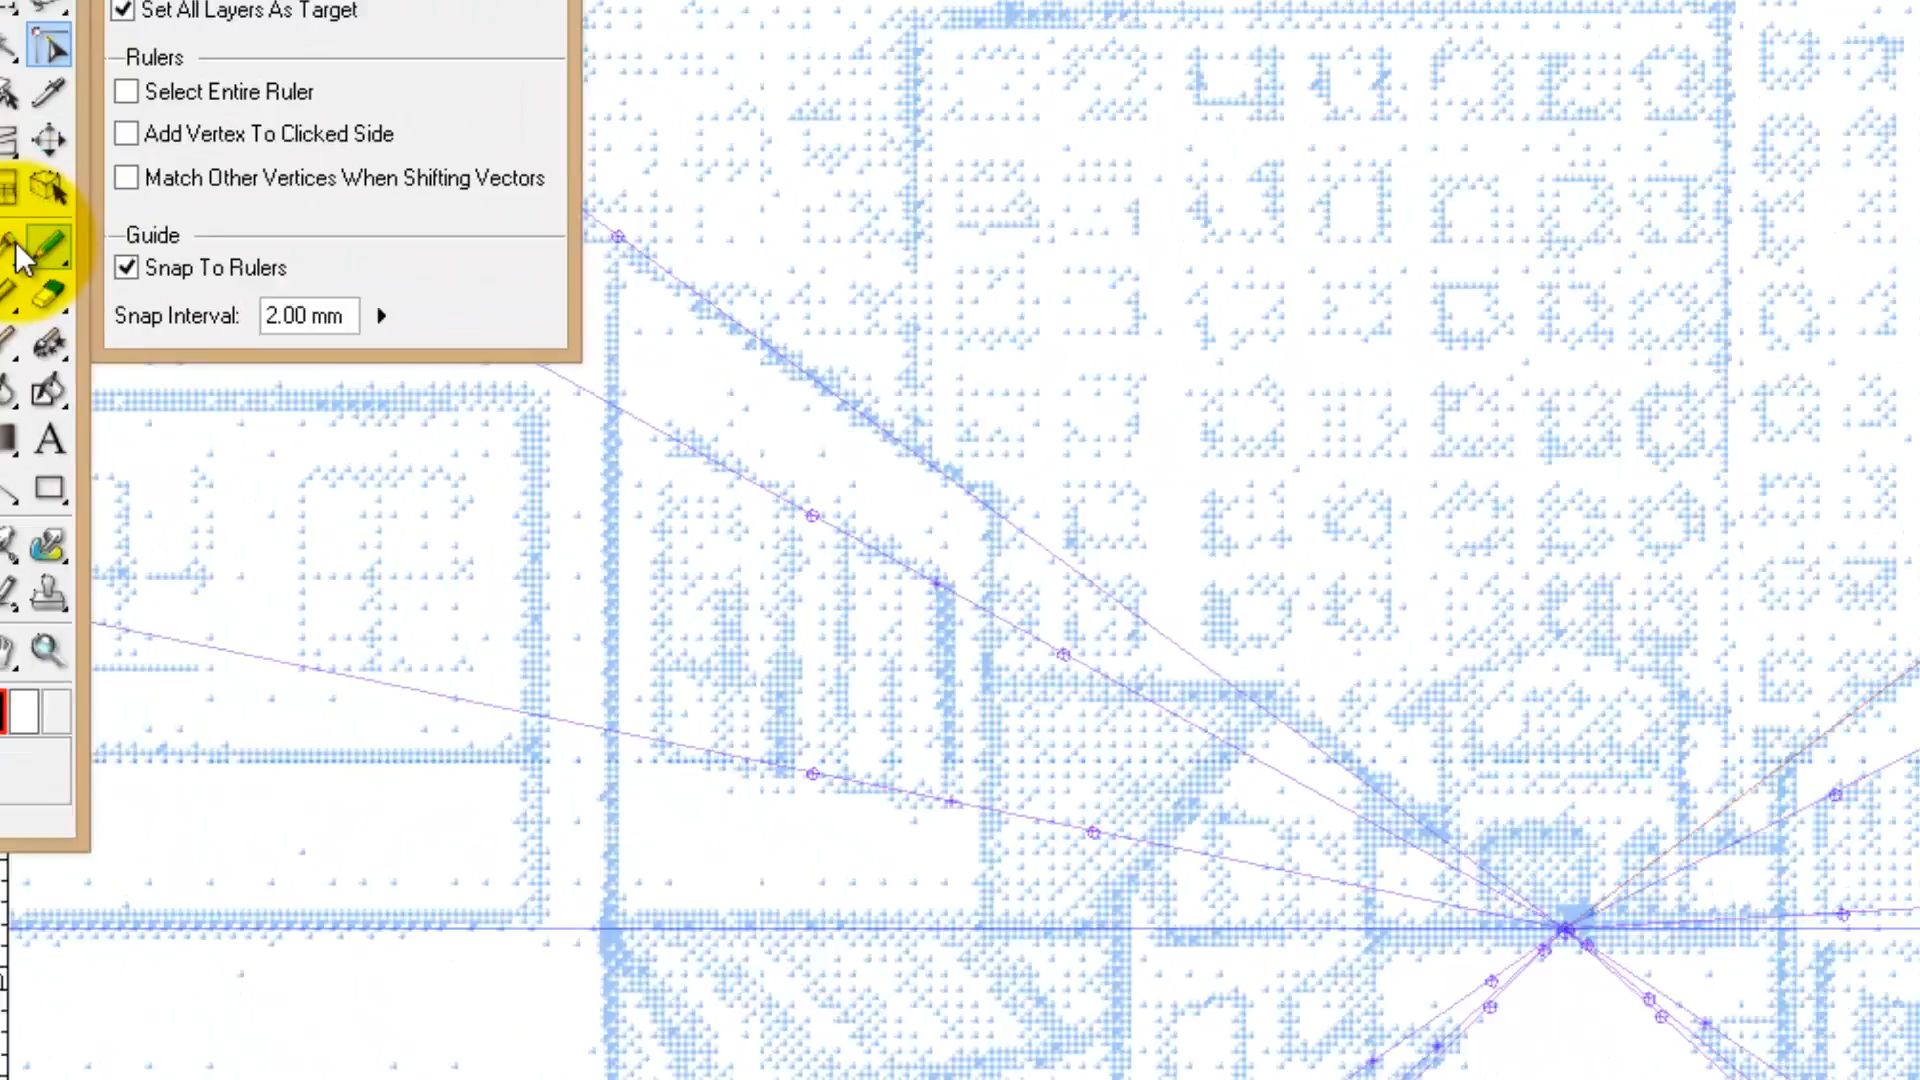 Set All Layers As Target
Rulers
Select Entire Ruler
Add Vertex To Clicked Side
Match Other Vertices When Shifting Vectors
Guide
Snap To Rulers
Snap Interval: 2.00 mm
A